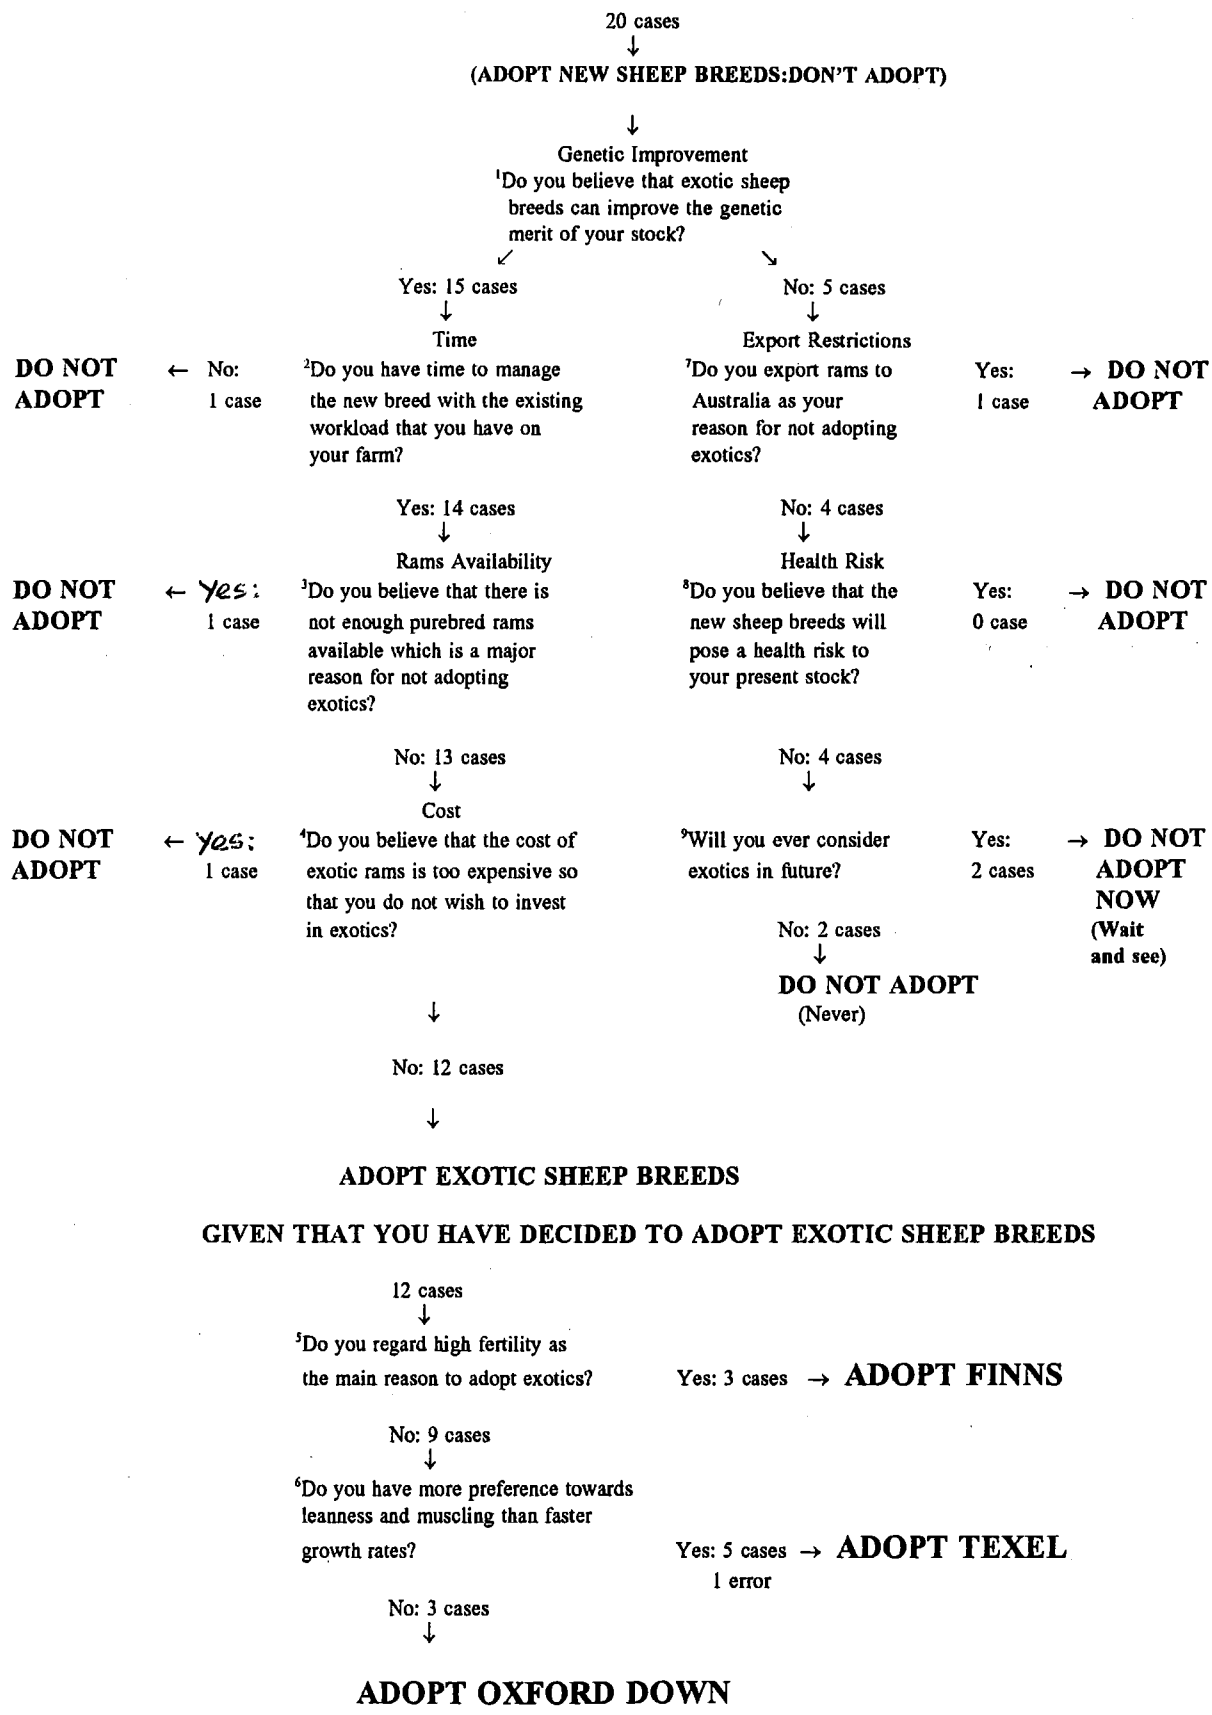 20 cases
↓
(ADOPT NEW SHEEP BREEDS:DON'T ADOPT)
↓
Genetic Improvement
¹Do you believe that exotic sheep
breeds can improve the genetic
merit of your stock?
↙ ↘
Yes: 15 cases
↓
No: 5 cases
↓
Time
DO NOT
ADOPT
← No:
1 case
²Do you have time to manage
the new breed with the existing
workload that you have on
your farm?
Export Restrictions
⁷Do you export rams to
Australia as your
reason for not adopting
exotics?
Yes:
1 case
→ DO NOT
ADOPT
Yes: 14 cases
↓
No: 4 cases
↓
Rams Availability
DO NOT
ADOPT
← Yes:
1 case
³Do you believe that there is
not enough purebred rams
available which is a major
reason for not adopting
exotics?
Health Risk
⁸Do you believe that the
new sheep breeds will
pose a health risk to
your present stock?
Yes:
0 case
→ DO NOT
ADOPT
No: 13 cases
↓
No: 4 cases
↓
Cost
DO NOT
ADOPT
← Yes:
1 case
⁴Do you believe that the cost of
exotic rams is too expensive so
that you do not wish to invest
in exotics?
⁹Will you ever consider
exotics in future?
Yes:
2 cases
→ DO NOT
ADOPT
NOW
(Wait
and see)
No: 2 cases
↓
DO NOT ADOPT
(Never)
↓
No: 12 cases
↓
ADOPT EXOTIC SHEEP BREEDS
GIVEN THAT YOU HAVE DECIDED TO ADOPT EXOTIC SHEEP BREEDS
12 cases
↓
⁵Do you regard high fertility as
the main reason to adopt exotics?
Yes: 3 cases → ADOPT FINNS
No: 9 cases
↓
⁶Do you have more preference towards
leanness and muscling than faster
growth rates?
Yes: 5 cases → ADOPT TEXEL
1 error
No: 3 cases
↓
ADOPT OXFORD DOWN